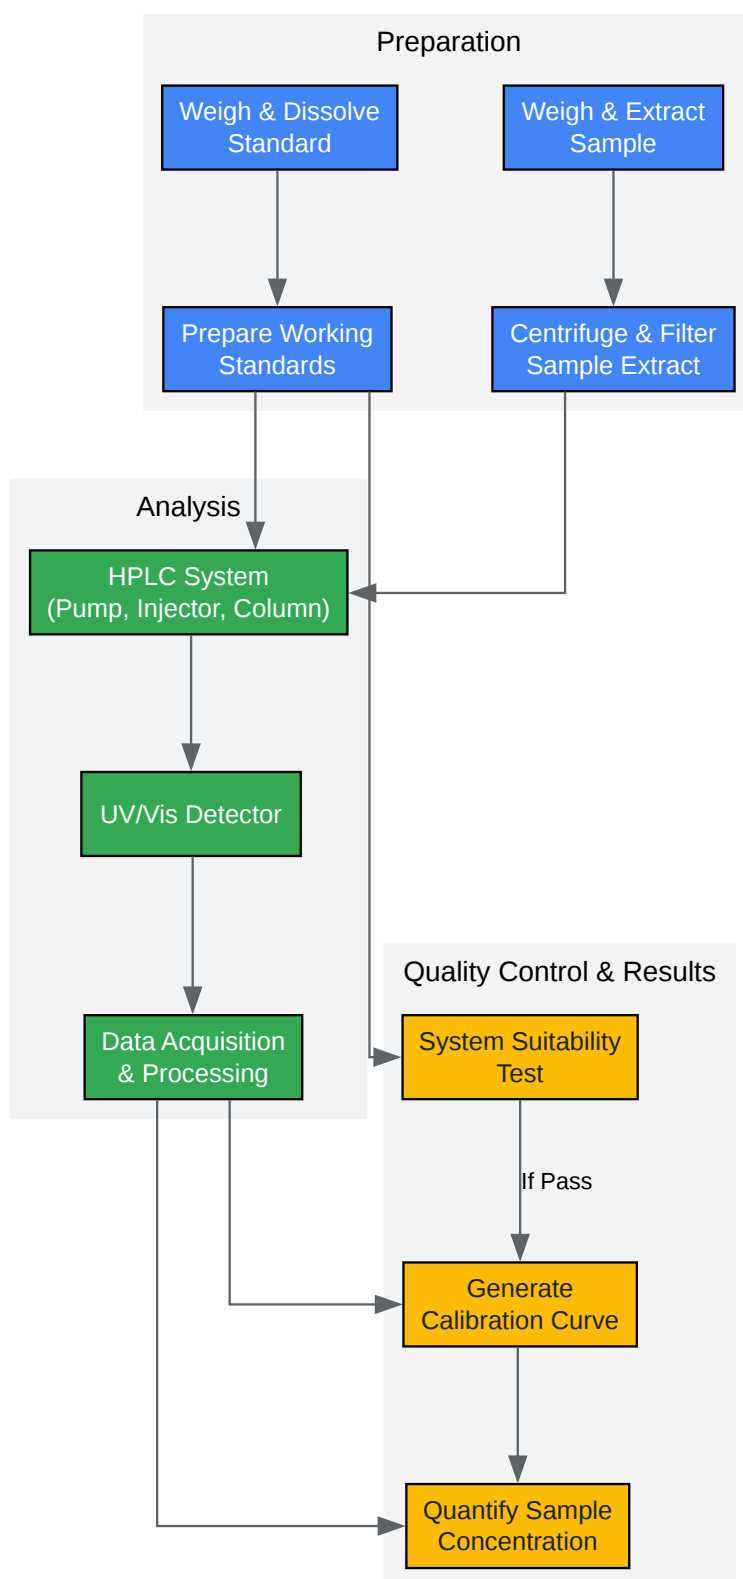 Preparation
Weigh & Dissolve
Standard
Weigh & Extract
Sample
Prepare Working
Standards
Centrifuge & Filter
Sample Extract
Analysis
HPLC System
(Pump, Injector, Column)
UV/Vis Detector
Data Acquisition
& Processing
Quality Control & Results
System Suitability
Test
If Pass
Generate
Calibration Curve
Quantify Sample
Concentration